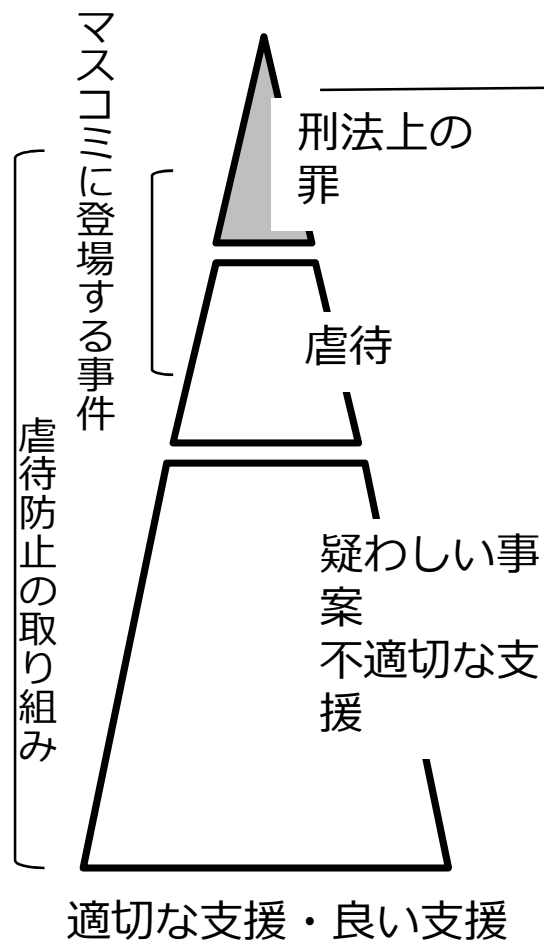 マスコミに登場する事件
虐待防止の取り組み
刑法上の
罪
虐待
疑わしい事
案
不適切な支
援
適切な支援・良い支援